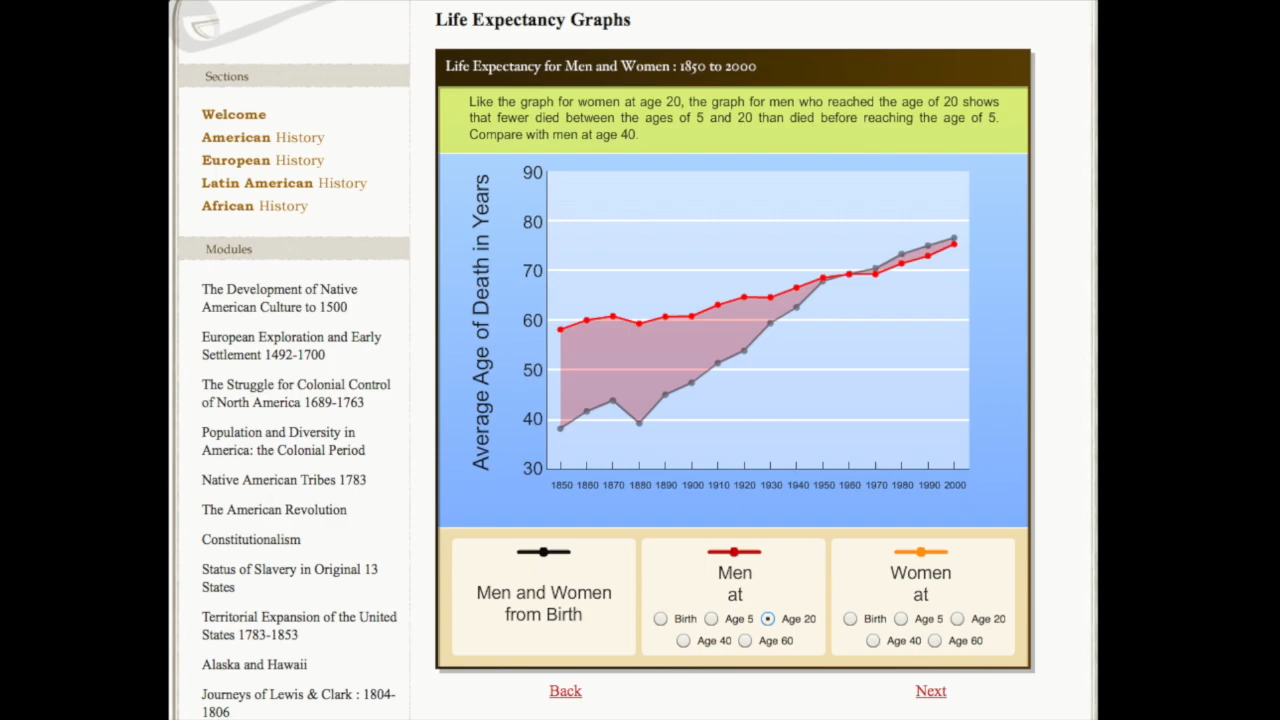 Life Expectancy Graphs
Sections
Welcome
American History
European History
Latin American History
African History
Modules
The Development of Native
American Culture to 1500
European Exploration and Early
Settlement 1492-1700
The Struggle for Colonial Control
of North America 1689-1763
Population and Diversity in
America: the Colonial Period
Native American Tribes 1783
The American Revolution
Constitutionalism
Status of Slavery in Original 13
States
Territorial Expansion of the United
States 1783-1853
Alaska and Hawaii
Journeys of Lewis & Clark : 1804-
1806
Life Expectancy for Men and Women : 1850 to 2000
Like the graph for women at age 20, the graph for men who reached the age of 20 shows
that fewer died between the ages of 5 and 20 than died before reaching the age of 5.
Compare with men at age 40.
Average Age of Death in Years
90
80
70
60
50
40
30
1850 1860 1870 1880 1890 1900 1910 1920 1930 1940 1950 1960 1970 1980 1990 2000
Men and Women
from Birth
Men
at
Birth Age 5 Age 20
Age 40 Age 60
Women
at
Birth Age 5 Age 20
Age 40 Age 60
Back Next